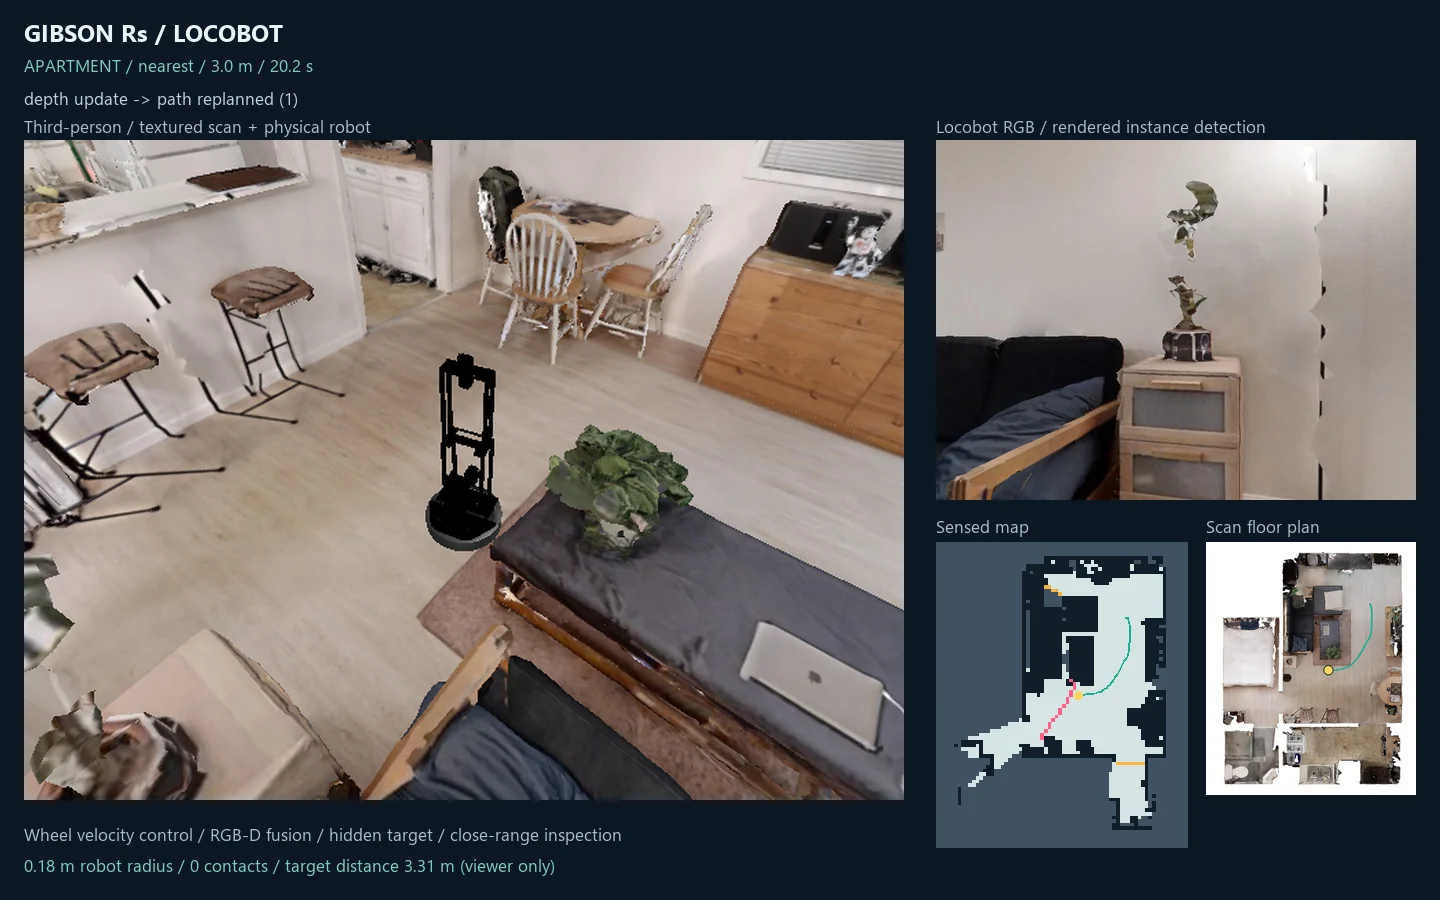 GIBSON Rs / LOCOBOT
APARTMENT / nearest / 3.0 m / 20.2 s
depth update -> path replanned (1)
Third-person / textured scan + physical robot
Locobot RGB / rendered instance detection
Sensed map
Scan floor plan
Wheel velocity control / RGB-D fusion / hidden target / close-range inspection
0.18 m robot radius / 0 contacts / target distance 3.31 m (viewer only)